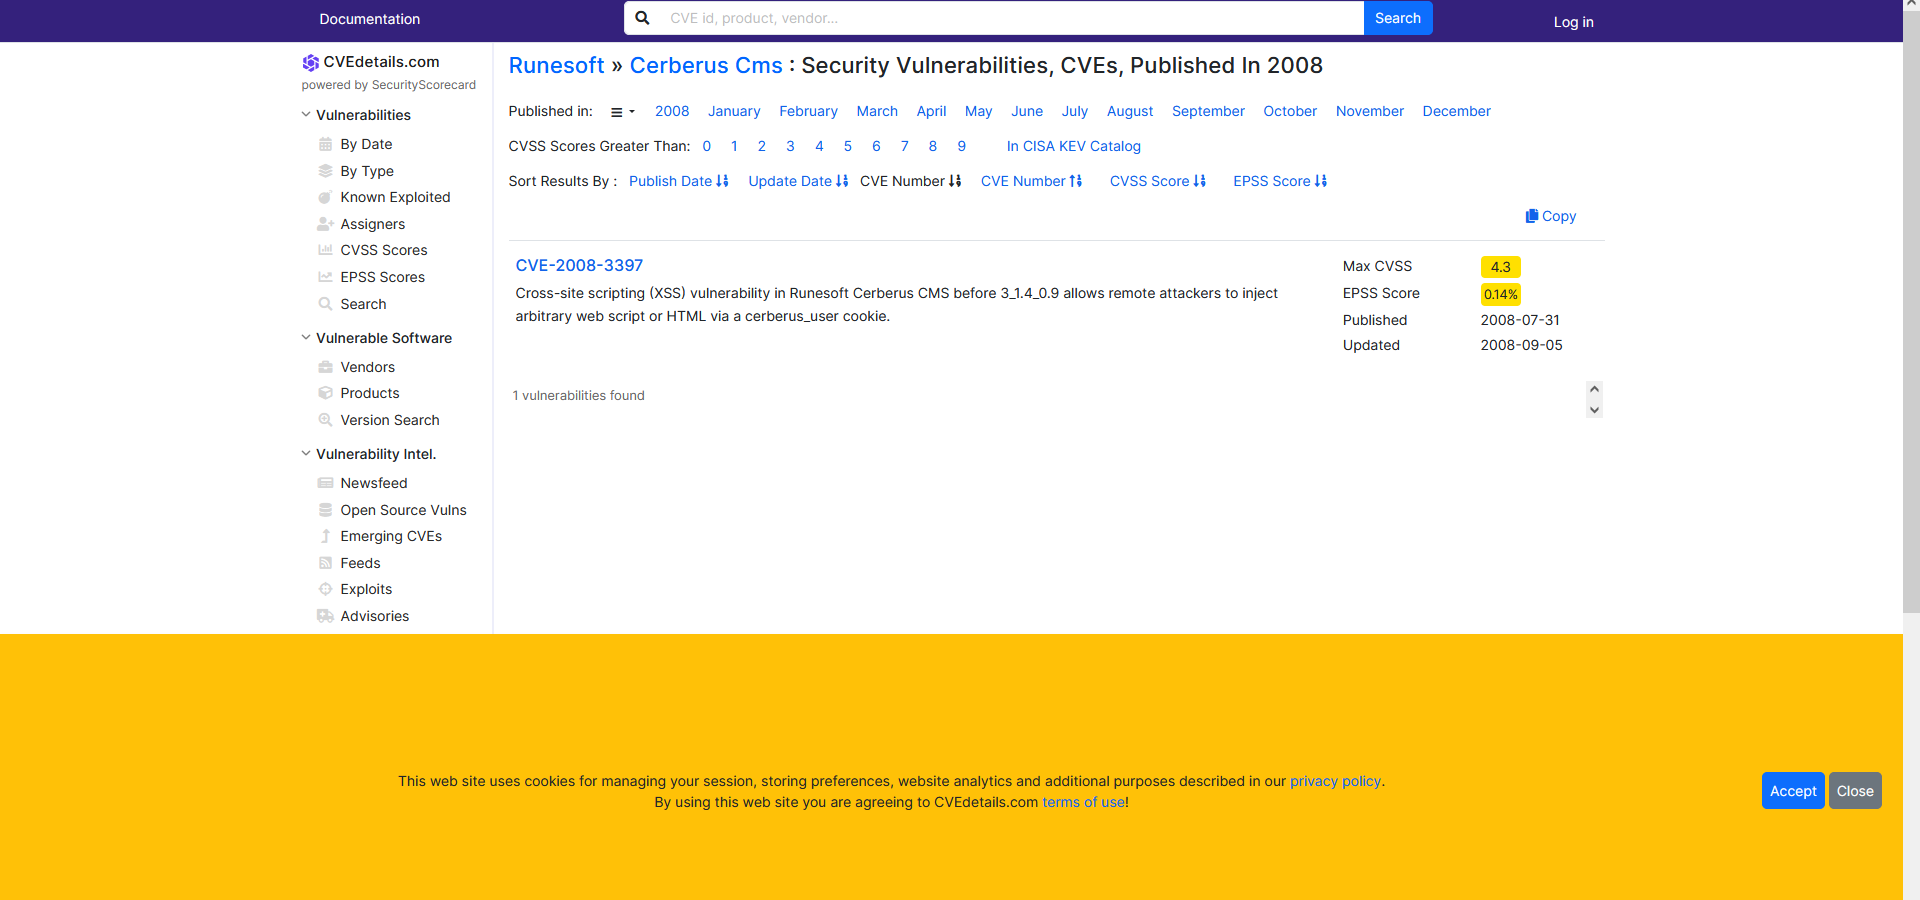 Documentation
CVE id, product, vendor...
Search
Log in
CVEdetails.com
powered by SecurityScorecard
Vulnerabilities
By Date
By Type
Known Exploited
Assigners
CVSS Scores
EPSS Scores
Search
Vulnerable Software
Vendors
Products
Version Search
Vulnerability Intel.
Newsfeed
Open Source Vulns
Emerging CVEs
Feeds
Exploits
Advisories
Runesoft » Cerberus Cms : Security Vulnerabilities, CVEs, Published In 2008
Published in: 2008 January February March April May June July August September October November December
CVSS Scores Greater Than: 0 1 2 3 4 5 6 7 8 9 In CISA KEV Catalog
Sort Results By : Publish Date Update Date CVE Number CVE Number CVSS Score EPSS Score
Copy
CVE-2008-3397
Cross-site scripting (XSS) vulnerability in Runesoft Cerberus CMS before 3_1.4_0.9 allows remote attackers to inject
arbitrary web script or HTML via a cerberus_user cookie.
Max CVSS 4.3
EPSS Score 0.14%
Published 2008-07-31
Updated 2008-09-05
1 vulnerabilities found
This web site uses cookies for managing your session, storing preferences, website analytics and additional purposes described in our privacy policy.
By using this web site you are agreeing to CVEdetails.com terms of use!
Accept
Close